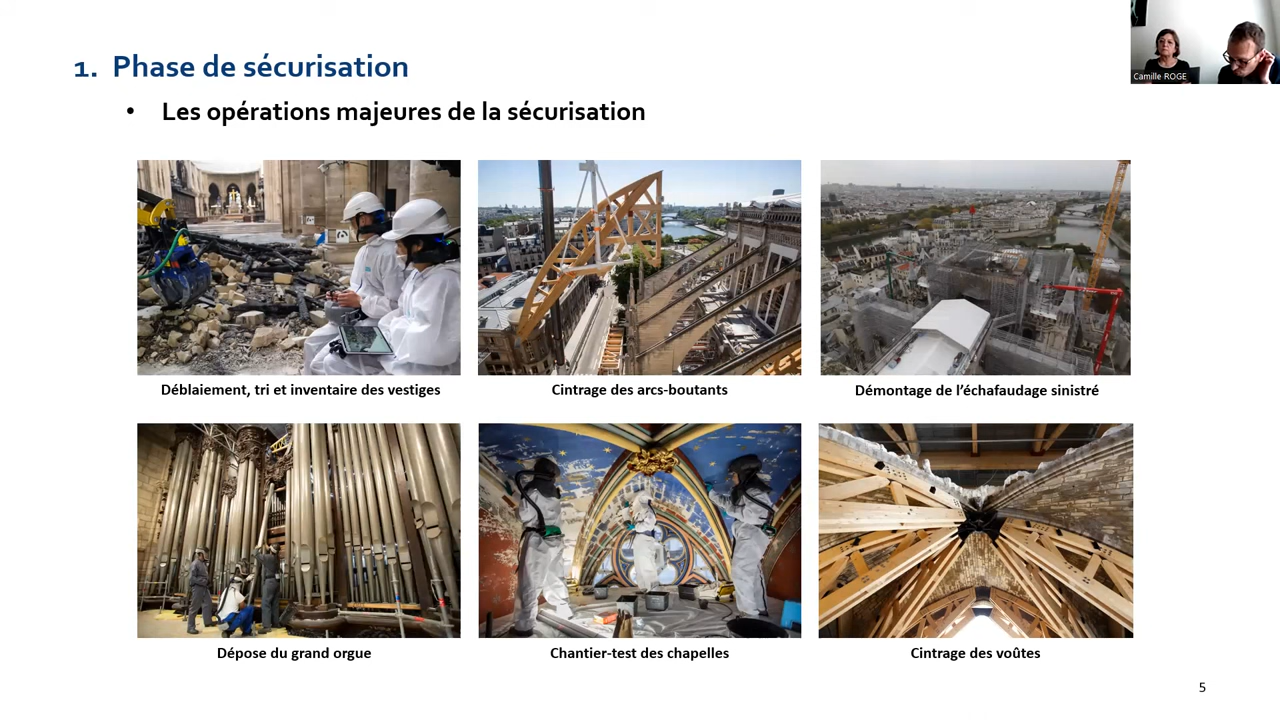 1. Phase de sécurisation
• Les opérations majeures de la sécurisation
Camille ROGE
Déblaiement, tri et inventaire des vestiges
Cintrage des arcs-boutants
Démontage de l’échafaudage sinistré
Dépose du grand orgue
Chantier-test des chapelles
Cintrage des voûtes
5